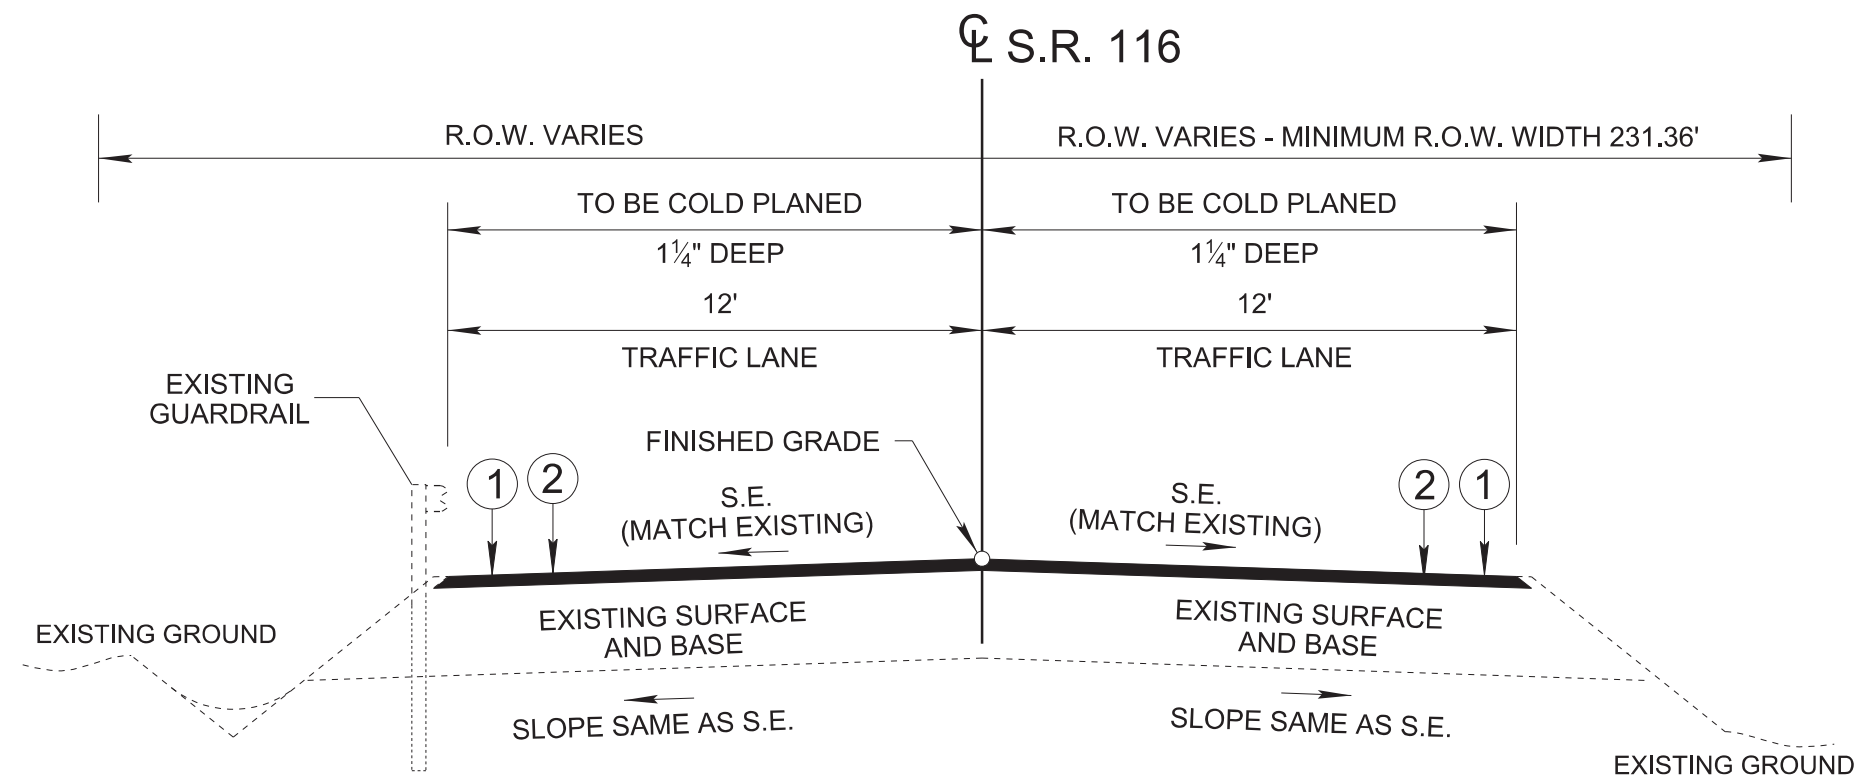 ℄ S.R. 116
R.O.W. VARIES
R.O.W. VARIES - MINIMUM R.O.W. WIDTH 231.36'
TO BE COLD PLANED
1¼" DEEP
TO BE COLD PLANED
1¼" DEEP
12'
TRAFFIC LANE
12'
TRAFFIC LANE
EXISTING
GUARDRAIL
FINISHED GRADE
1
2
S.E.
(MATCH EXISTING)
S.E.
(MATCH EXISTING)
2
1
EXISTING GROUND
EXISTING SURFACE
AND BASE
EXISTING SURFACE
AND BASE
SLOPE SAME AS S.E.
SLOPE SAME AS S.E.
EXISTING GROUND